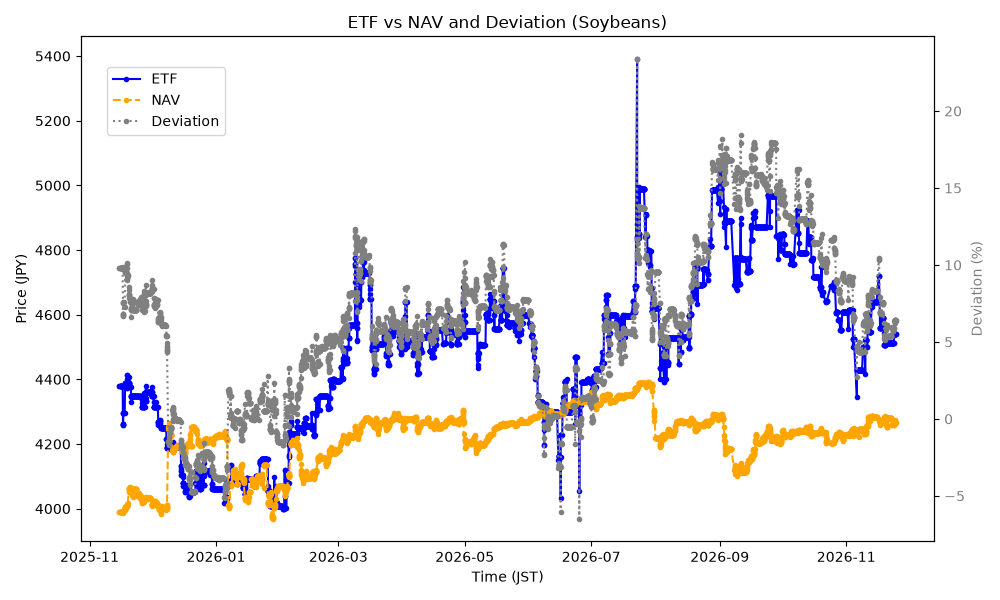 ETF vs NAV and Deviation (Soybeans)
ETF
NAV
Deviation
5400
5200
5000
4800
4600
4400
4200
4000
Price (JPY)
20
15
10
5
0
−5
Deviation (%)
2025-11 2026-01 2026-03 2026-05 2026-07 2026-09 2026-11
Time (JST)